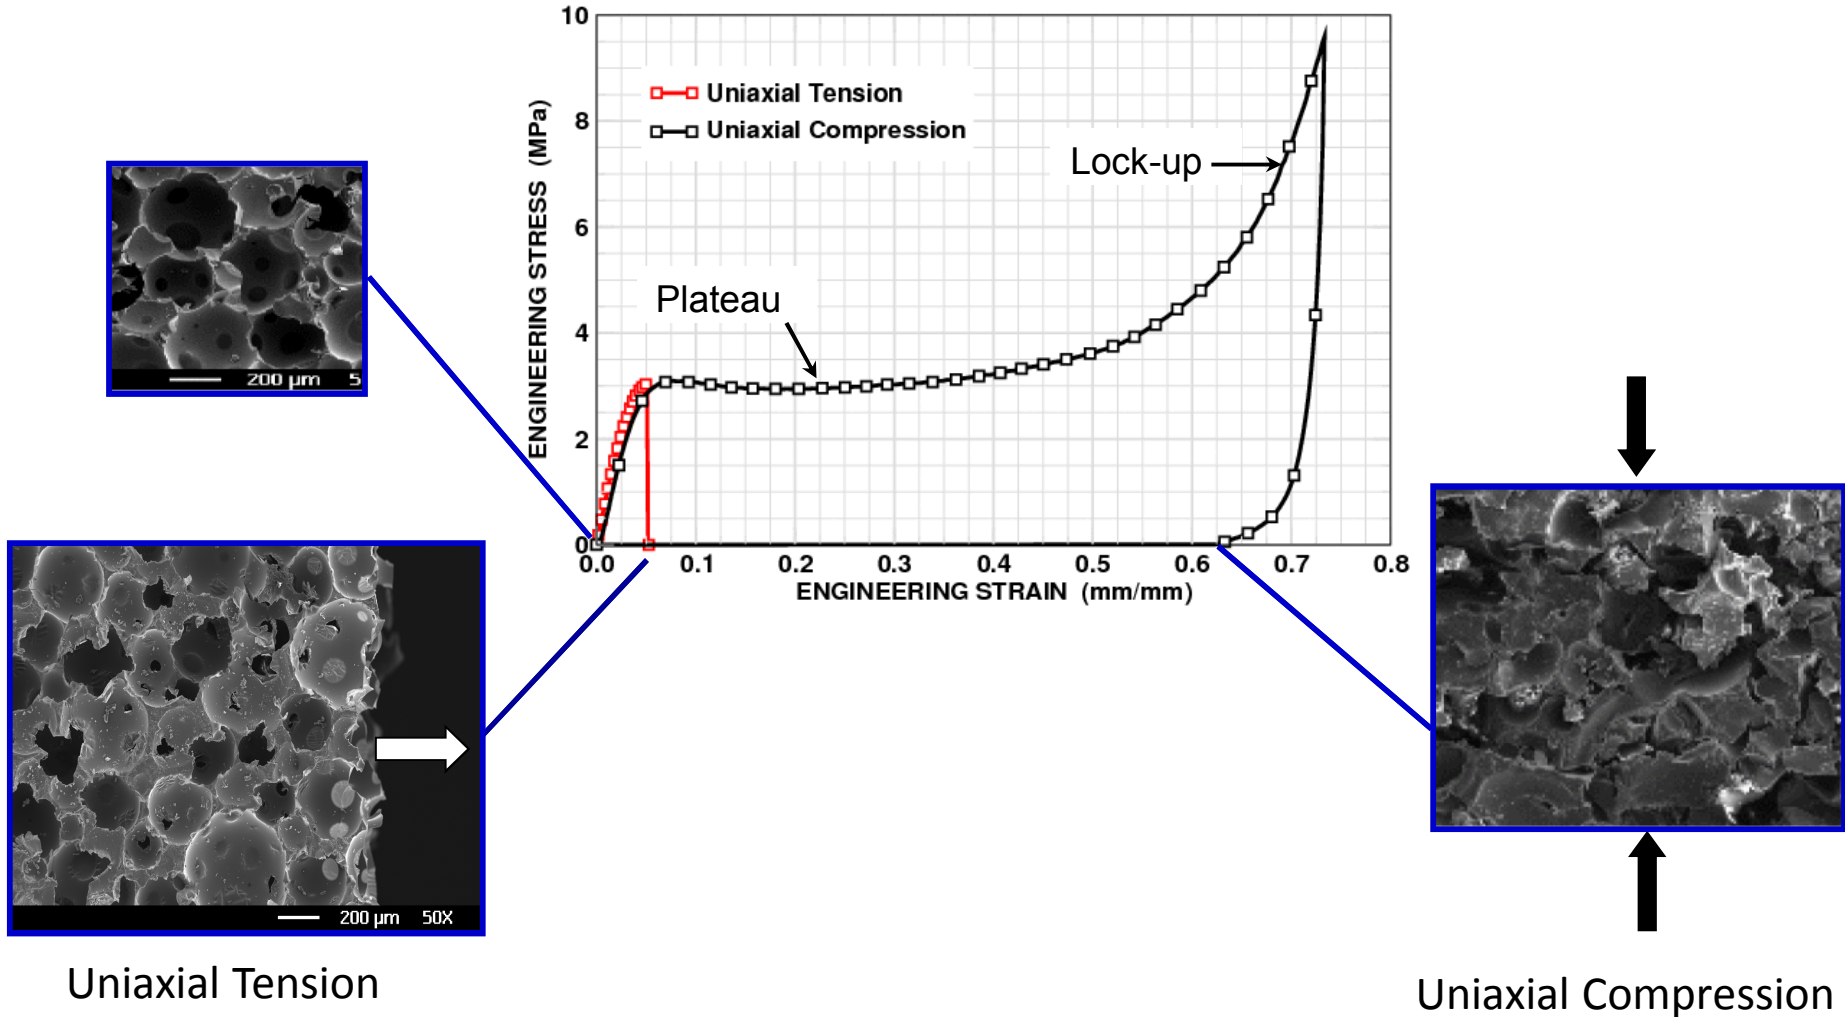 10
8
6
4
2
0
ENGINEERING STRESS (MPa)
Uniaxial Tension
Uniaxial Compression
Lock-up
Plateau
0.0 0.1 0.2 0.3 0.4 0.5 0.6 0.7 0.8
ENGINEERING STRAIN (mm/mm)
200 µm 5
200 µm 50X
Uniaxial Tension
Uniaxial Compression